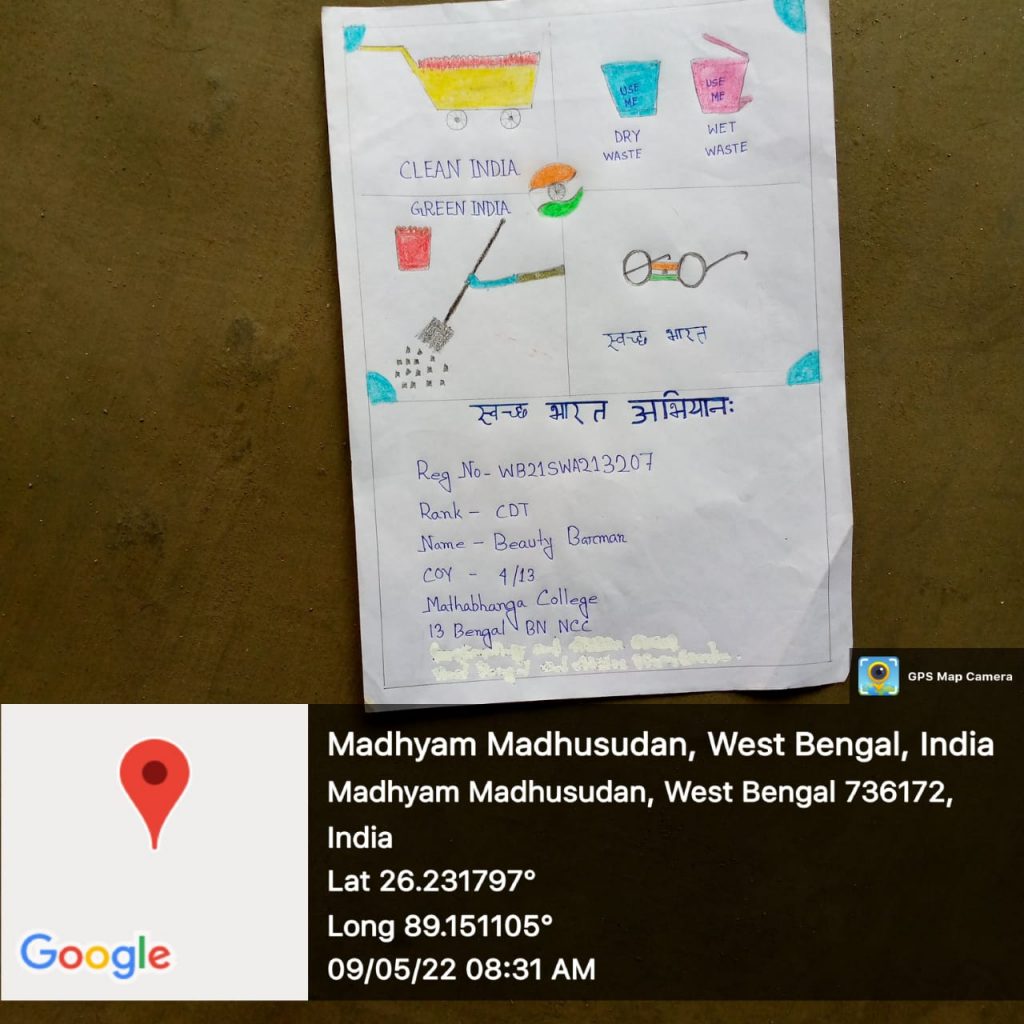 CLEAN INDIA
GREEN INDIA
USE
ME
DRY
WASTE
USE
ME
WET
WASTE
स्वच्छ भारत
स्वच्छ भारत अभियानः
Reg No- WB21SWA213207
Rank - CDT
Name - Beauty Barman
COY - 4/13
Mathabhanga College
13 Bengal BN NCC
GPS Map Camera
Madhyam Madhusudan, West Bengal, India
Madhyam Madhusudan, West Bengal 736172,
India
Lat 26.231797°
Long 89.151105°
09/05/22 08:31 AM
Google